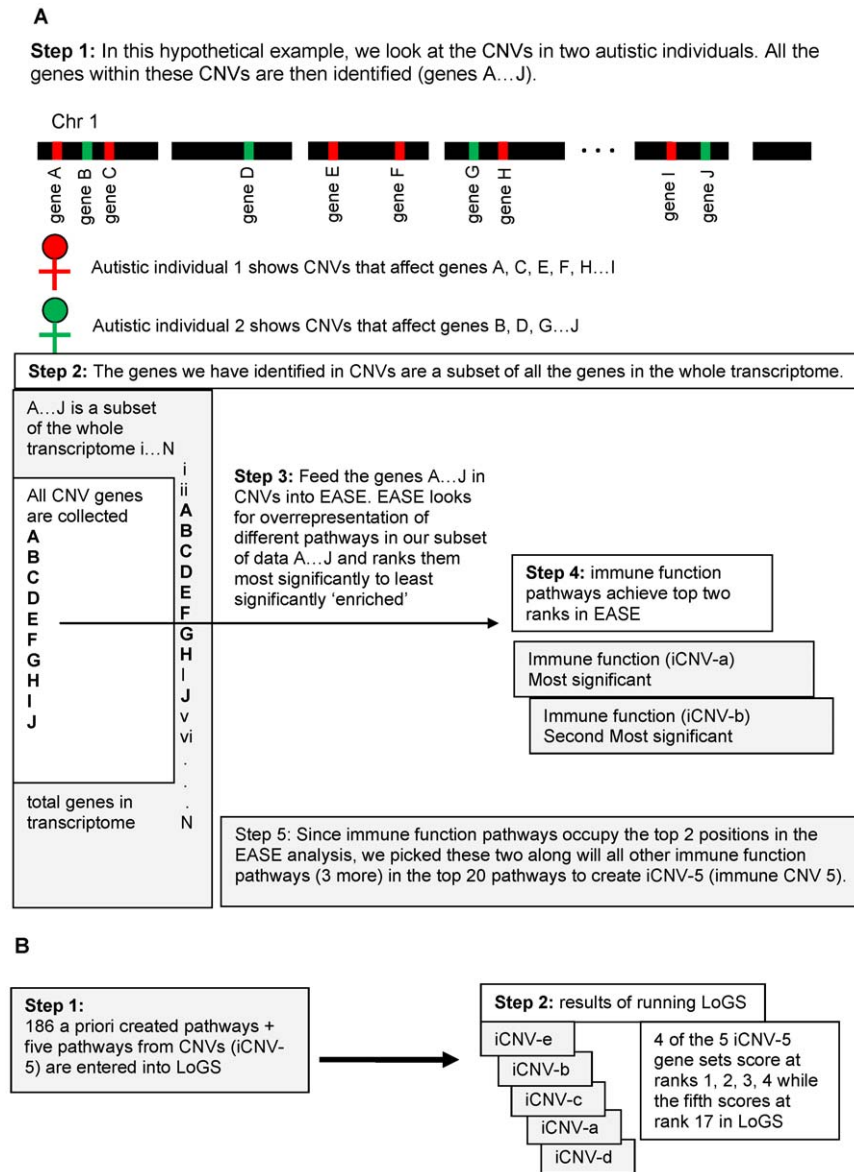 A
Step 1: In this hypothetical example, we look at the CNVs in two autistic individuals. All the
genes within these CNVs are then identified (genes A…J).
Chr 1
. . .
gene A
gene B
gene C
gene D
gene E
gene F
gene G
gene H
gene I
gene J
Autistic individual 1 shows CNVs that affect genes A, C, E, F, H…I
Autistic individual 2 shows CNVs that affect genes B, D, G…J
Step 2: The genes we have identified in CNVs are a subset of all the genes in the whole transcriptome.
A…J is a subset
of the whole
transcriptome i…N
All CNV genes
are collected
A
B
C
D
E
F
G
H
I
J
total genes in
transcriptome
i
ii
A
B
C
D
E
F
G
H
I
J
v
vi
.
.
.
N
Step 3: Feed the genes A…J in
CNVs into EASE. EASE looks
for overrepresentation of
different pathways in our subset
of data A…J and ranks them
most significantly to least
significantly ‘enriched’
Step 4: immune function
pathways achieve top two
ranks in EASE
Immune function (iCNV-a)
Most significant
Immune function (iCNV-b)
Second Most significant
Step 5: Since immune function pathways occupy the top 2 positions in the
EASE analysis, we picked these two along will all other immune function
pathways (3 more) in the top 20 pathways to create iCNV-5 (immune CNV 5).
B
Step 1:
186 a priori created pathways +
five pathways from CNVs (iCNV-
5) are entered into LoGS
Step 2: results of running LoGS
iCNV-e
iCNV-b
iCNV-c
iCNV-a
iCNV-d
4 of the 5 iCNV-5
gene sets score at
ranks 1, 2, 3, 4 while
the fifth scores at
rank 17 in LoGS